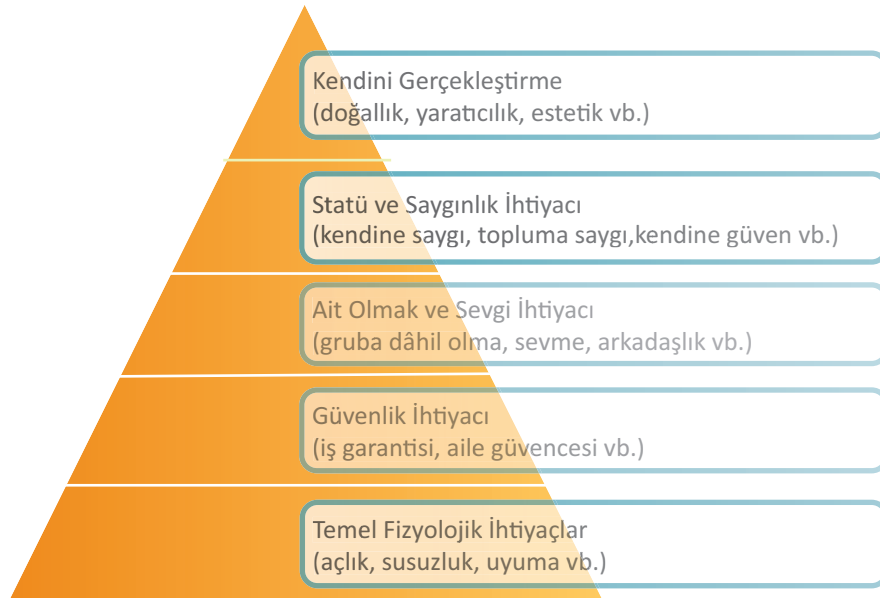 Kendini Gerçekleştirme
(doğallık, yaratıcılık, estetik vb.)
Statü ve Saygınlık İhtiyacı
(kendine saygı, topluma saygı,kendine güven vb.)
Ait Olmak ve Sevgi İhtiyacı
(gruba dâhil olma, sevme, arkadaşlık vb.)
Güvenlik İhtiyacı
(iş garantisi, aile güvencesi vb.)
Temel Fizyolojik İhtiyaçlar
(açlık, susuzluk, uyuma vb.)